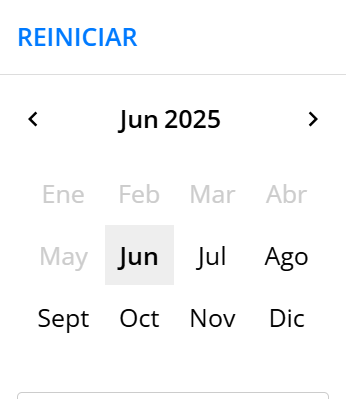 REINICIAR
Jun 2025
Ene Feb Mar Abr
May Jun Jul Ago
Sept Oct Nov Dic